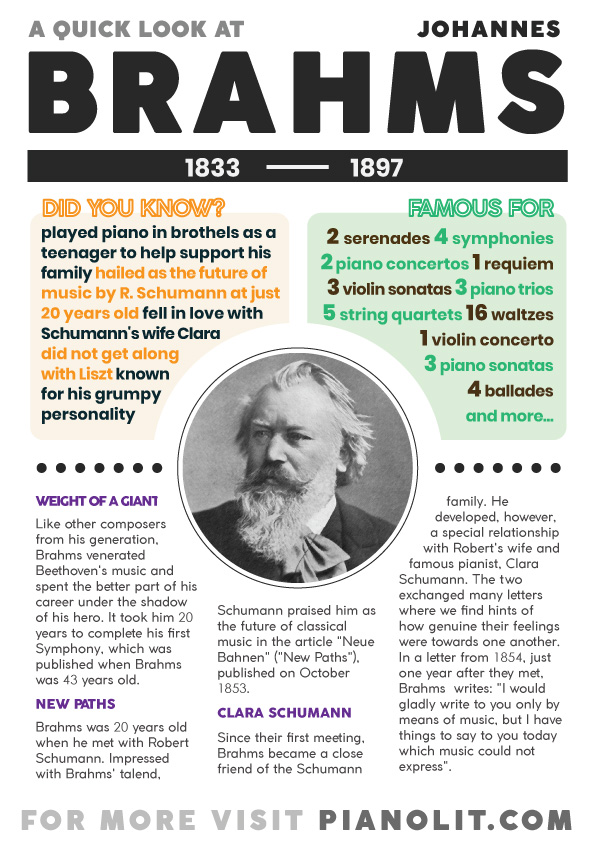 A QUICK LOOK AT
JOHANNES
BRAHMS
1833 — 1897
DID YOU KNOW?
played piano in brothels as a
teenager to help support his
family hailed as the future of
music by R. Schumann at just
20 years old fell in love with
Schumann's wife Clara
did not get along
with Liszt known
for his grumpy
personality
FAMOUS FOR
2 serenades 4 symphonies
2 piano concertos 1 requiem
3 violin sonatas 3 piano trios
5 string quartets 16 waltzes
1 violin concerto
3 piano sonatas
4 ballades
and more...
WEIGHT OF A GIANT
Like other composers
from his generation,
Brahms venerated
Beethoven's music and
spent the better part of his
career under the shadow
of his hero. It took him 20
years to complete his first
Symphony, which was
published when Brahms
was 43 years old.
NEW PATHS
Brahms was 20 years old
when he met with Robert
Schumann. Impressed
with Brahms' talend,
Schumann praised him as
the future of classical
music in the article "Neue
Bahnen" ("New Paths"),
published on October
1853.
CLARA SCHUMANN
Since their first meeting,
Brahms became a close
friend of the Schumann
family. He
developed, however,
a special relationship
with Robert's wife and
famous pianist, Clara
Schumann. The two
exchanged many letters
where we find hints of
how genuine their feelings
were towards one another.
In a letter from 1854, just
one year after they met,
Brahms writes: "I would
gladly write to you only by
means of music, but I have
things to say to you today
which music could not
express".
FOR MORE VISIT PIANOLIT.COM